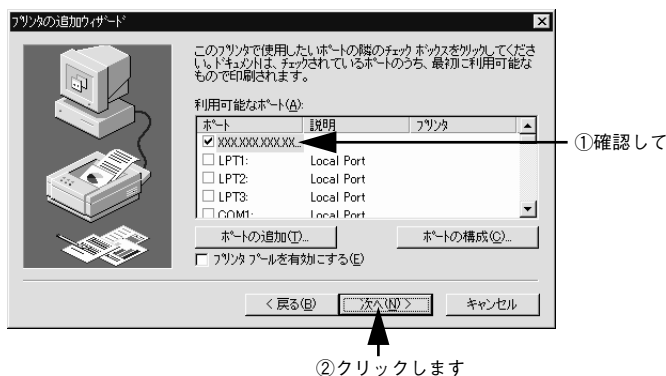 プリンタの追加ウィザード
このプリンタで使用したいポートの隣のチェック ボックスをクリックしてくださ
い。ドキュメントは、チェックされているポートのうち、最初に利用可能な
もので印刷されます。
利用可能なポート(A):
ポート 説明 プリンタ
XXX.XXX.XXX.XX...
LPT1: Local Port
LPT2: Local Port
LPT3: Local Port
COM1: Local Port
ポートの追加(T)... ポートの構成(C)...
プリンタ プールを有効にする(E)
< 戻る(B) 次へ(N) > キャンセル
①確認して
②クリックします